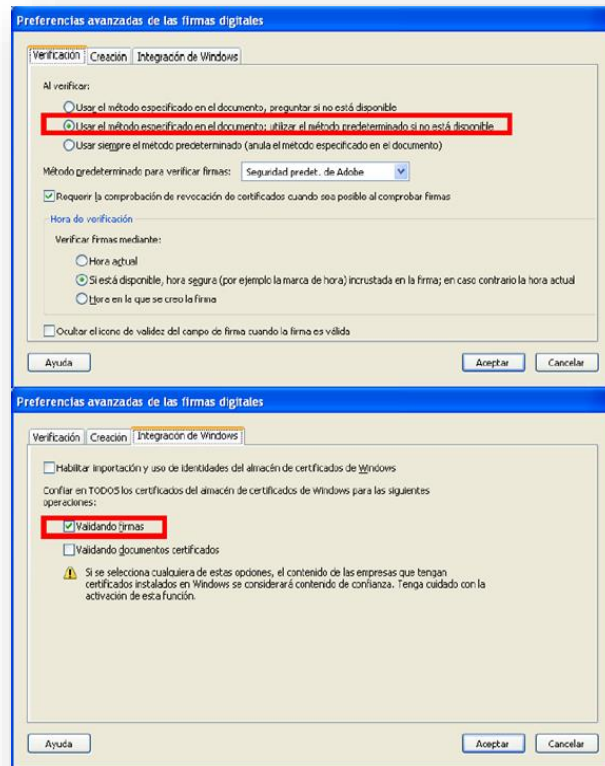 Preferencias avanzadas de las firmas digitales
Verificación Creación Integración de Windows
Al verificar:
Usar el método especificado en el documento, preguntar si no está disponible
Usar el método especificado en el documento; utilizar el método predeterminado si no está disponible
Usar siempre el método predeterminado (anula el método especificado en el documento)
Método predeterminado para verificar firmas: Seguridad predet. de Adobe
Requerir la comprobación de revocación de certificados cuando sea posible al comprobar firmas
Hora de verificación
Verificar firmas mediante:
Hora actual
Si está disponible, hora segura (por ejemplo la marca de hora) incrustada en la firma; en caso contrario la hora actual
Hora en la que se creo la firma
Ocultar el icono de validez del campo de firma cuando la firma es válida
Ayuda Aceptar Cancelar
Preferencias avanzadas de las firmas digitales
Verificación Creación Integración de Windows
Habilitar importación y uso de identidades del almacén de certificados de Windows
Confiar en TODOS los certificados del almacén de certificados de Windows para las siguientes
operaciones:
Validando firmas
Validando documentos certificados
Si se selecciona cualquiera de estas opciones, el contenido de las empresas que tengan
certificados instalados en Windows se considerará contenido de confianza. Tenga cuidado con la
activación de esta función.
Ayuda Aceptar Cancelar